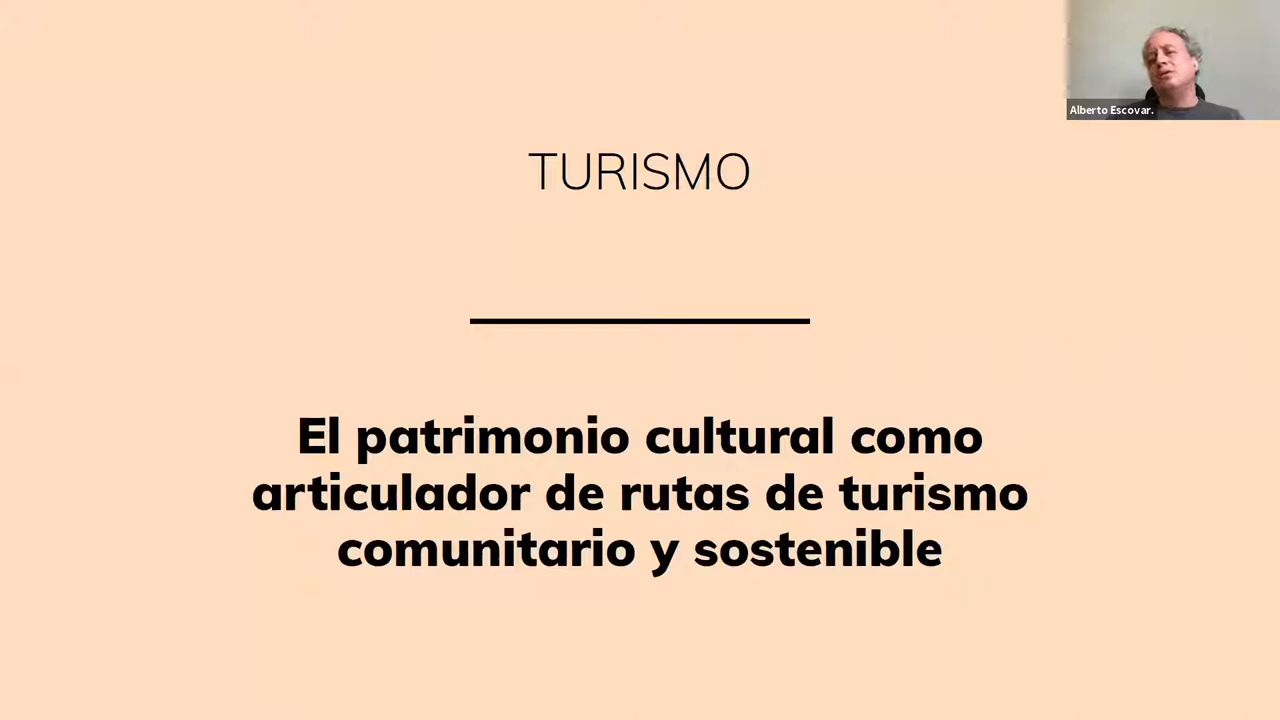 Alberto Escovar.
TURISMO
El patrimonio cultural como
articulador de rutas de turismo
comunitario y sostenible